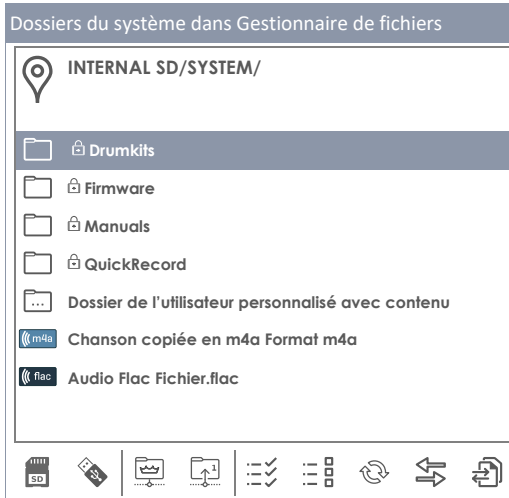 Dossiers du système dans Gestionnaire de fichiers
INTERNAL SD/SYSTEM/
Drumkits
Firmware
Manuals
QuickRecord
... Dossier de l'utilisateur personnalisé avec contenu
m4a Chanson copiée en m4a Format m4a
flac Audio Flac Fichier.flac
SD 1